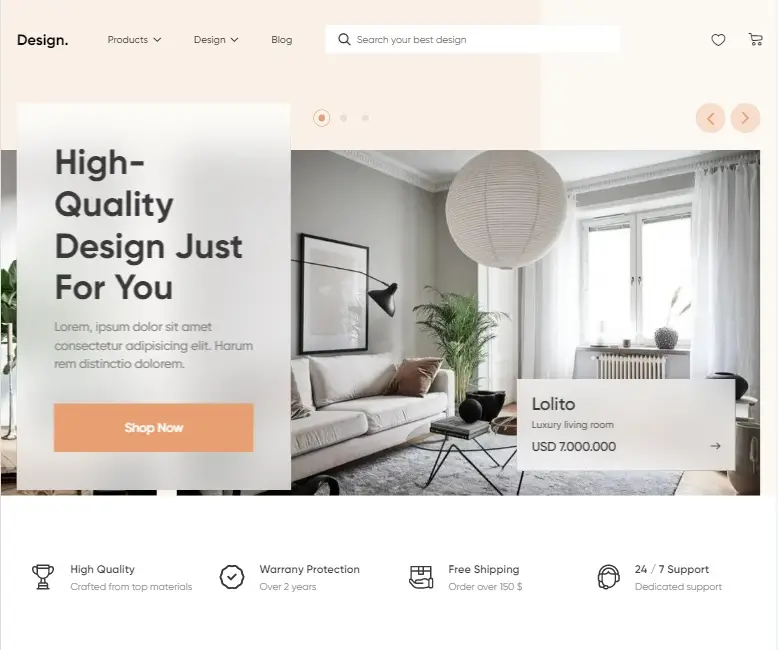 Design.
Products
Design
Blog
Search your best design
High-
Quality
Design Just
For You
Lorem, ipsum dolor sit amet
consectetur adipisicing elit. Harum
rem distinctio dolorem.
Shop Now
Lolito
Luxury living room
USD 7.000.000
High Quality
Crafted from top materials
Warrany Protection
Over 2 years
Free Shipping
Order over 150 $
24 / 7 Support
Dedicated support